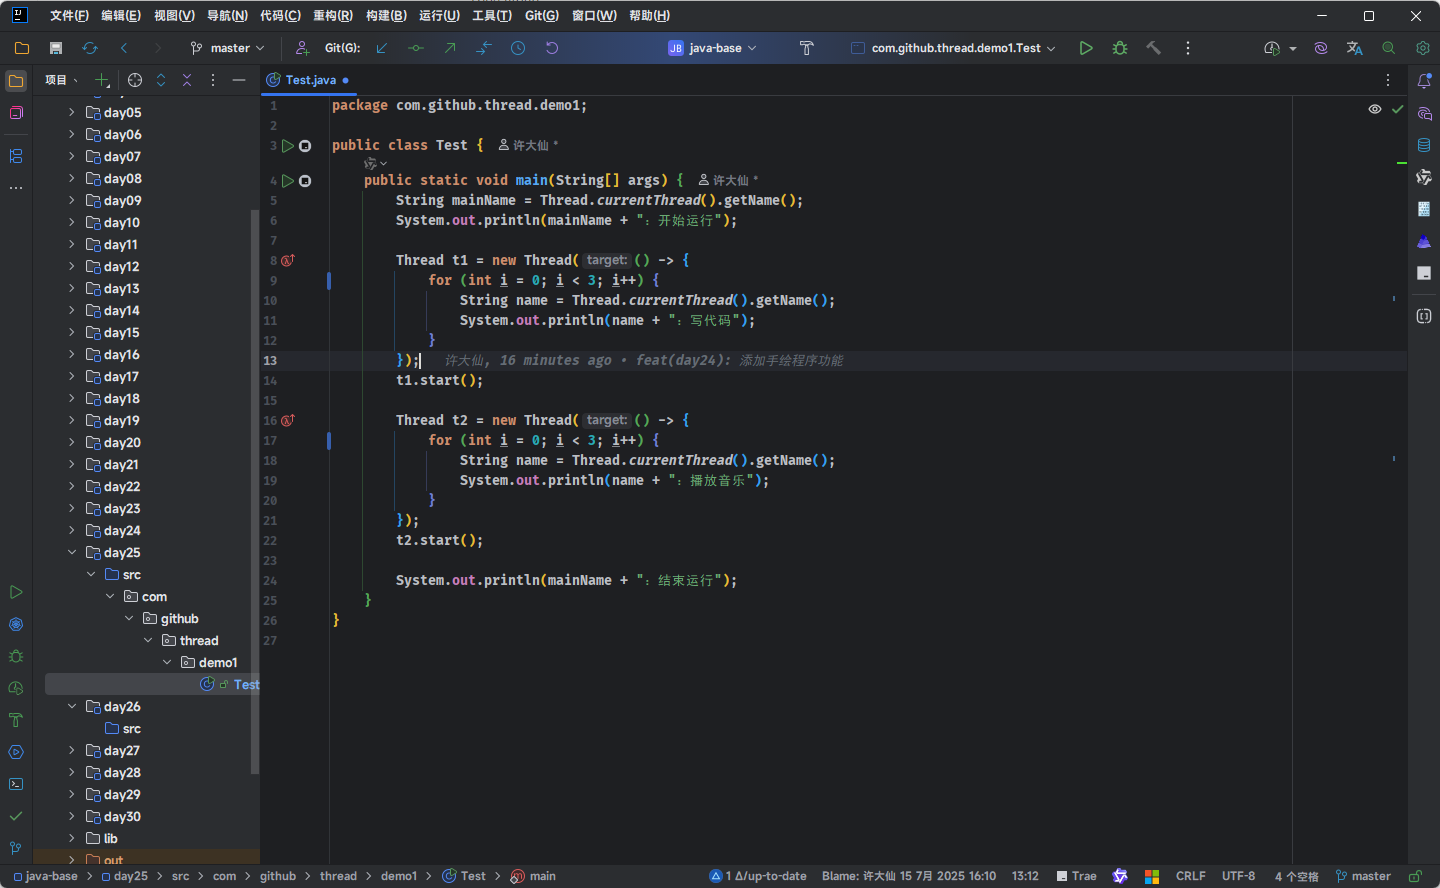 文件(F) 编辑(E) 视图(V) 导航(N) 代码(C) 重构(R) 构建(B) 运行(U) 工具(T) Git(G) 窗口(W) 帮助(H)
master Git(G): JB java-base com.github.thread.demo1.Test
项目
Test.java
day05
day06
day07
day08
day09
day10
day11
day12
day13
day14
day15
day16
day17
day18
day19
day20
day21
day22
day23
day24
day25
src
com
github
thread
demo1
Test
day26
src
day27
day28
day29
day30
lib
out
1 package com.github.thread.demo1;
2
3 public class Test { 许大仙 *
4 public static void main(String[] args) { 许大仙 *
5 String mainName = Thread.currentThread().getName();
6 System.out.println(mainName + ": 开始运行");
7
8 Thread t1 = new Thread( target: () -> {
9 for (int i = 0; i < 3; i++) {
10 String name = Thread.currentThread().getName();
11 System.out.println(name + ": 写代码");
12 }
13 }); 许大仙, 16 minutes ago • feat(day24): 添加手绘程序功能
14 t1.start();
15
16 Thread t2 = new Thread( target: () -> {
17 for (int i = 0; i < 3; i++) {
18 String name = Thread.currentThread().getName();
19 System.out.println(name + ": 播放音乐");
20 }
21 });
22 t2.start();
23
24 System.out.println(mainName + ": 结束运行");
25 }
26 }
27
java-base > day25 > src > com > github > thread > demo1 > Test > main 1 Δ/up-to-date Blame: 许大仙 15 7月 2025 16:10 13:12 Trae CRLF UTF-8 4 个空格 master